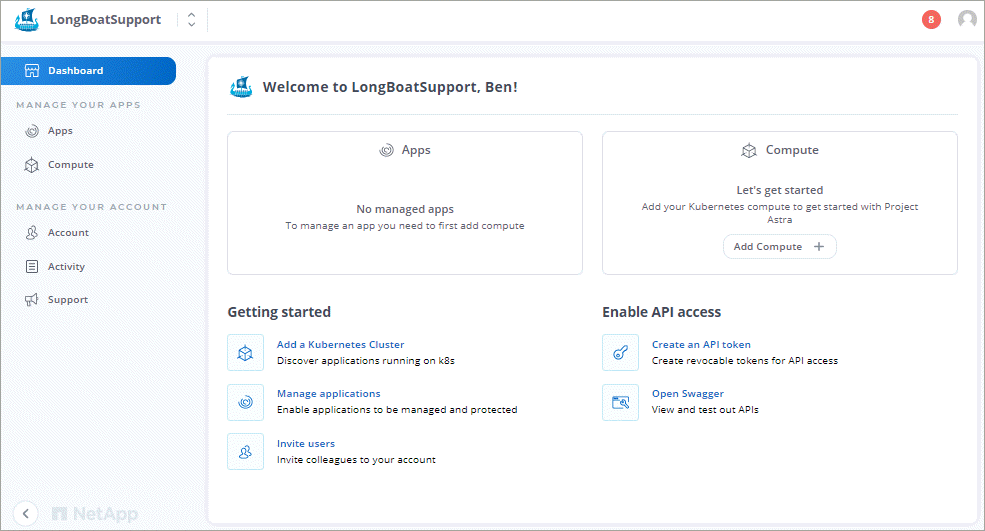 LongBoatSupport
8
Dashboard
MANAGE YOUR APPS
Apps
Compute
MANAGE YOUR ACCOUNT
Account
Activity
Support
NetApp
Welcome to LongBoatSupport, Ben!
Apps
No managed apps
To manage an app you need to first add compute
Compute
Let's get started
Add your Kubernetes compute to get started with Project
Astra
Add Compute +
Getting started
Add a Kubernetes Cluster
Discover applications running on k8s
Manage applications
Enable applications to be managed and protected
Invite users
Invite colleagues to your account
Enable API access
Create an API token
Create revocable tokens for API access
Open Swagger
View and test out APIs